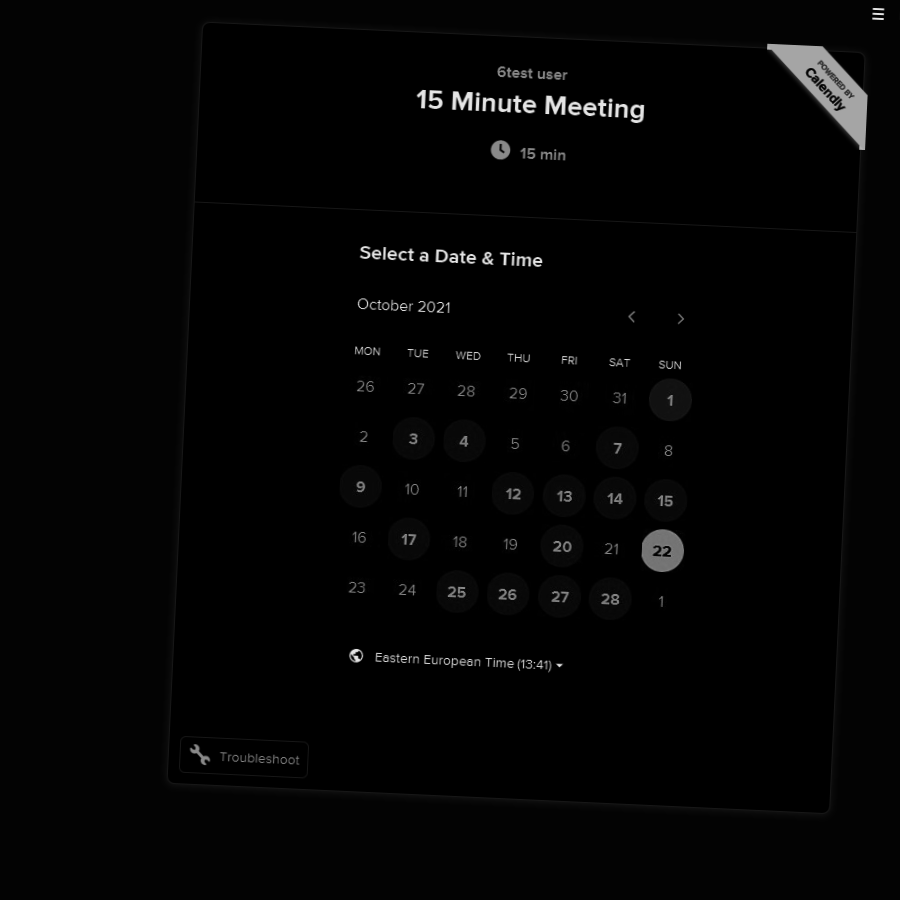 POWERED BY
Calendly
6test user
15 Minute Meeting
15 min
Select a Date & Time
October 2021
MON TUE WED THU FRI SAT SUN
26 27 28 29 30 31 1
2 3 4 5 6 7 8
9 10 11 12 13 14 15
16 17 18 19 20 21 22
23 24 25 26 27 28 1
Eastern European Time (13:41)
Troubleshoot